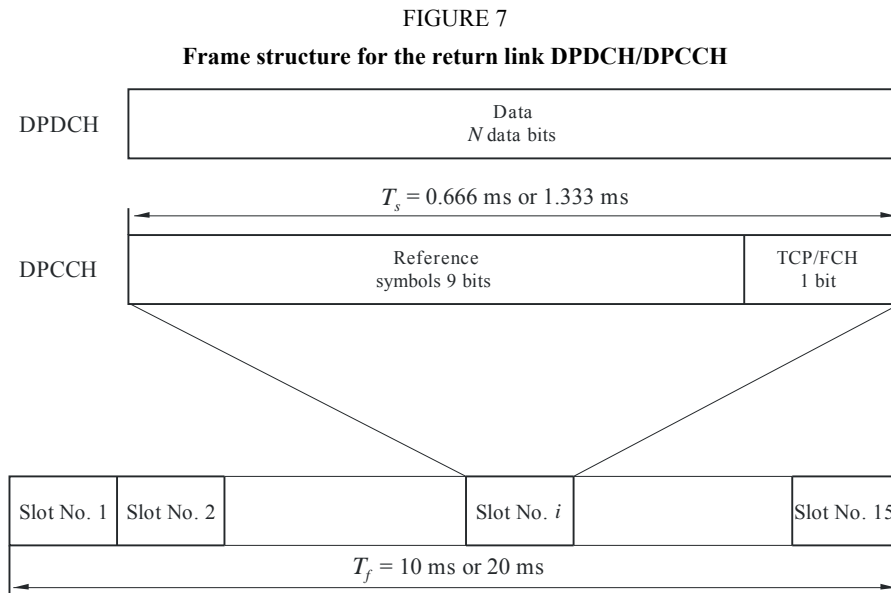 FIGURE 7
Frame structure for the return link DPDCH/DPCCH
DPDCH
Data
N data bits
T_s = 0.666 ms or 1.333 ms
DPCCH
Reference
symbols 9 bits
TCP/FCH
1 bit
Slot No. 1
Slot No. 2
Slot No. i
Slot No. 15
T_f = 10 ms or 20 ms